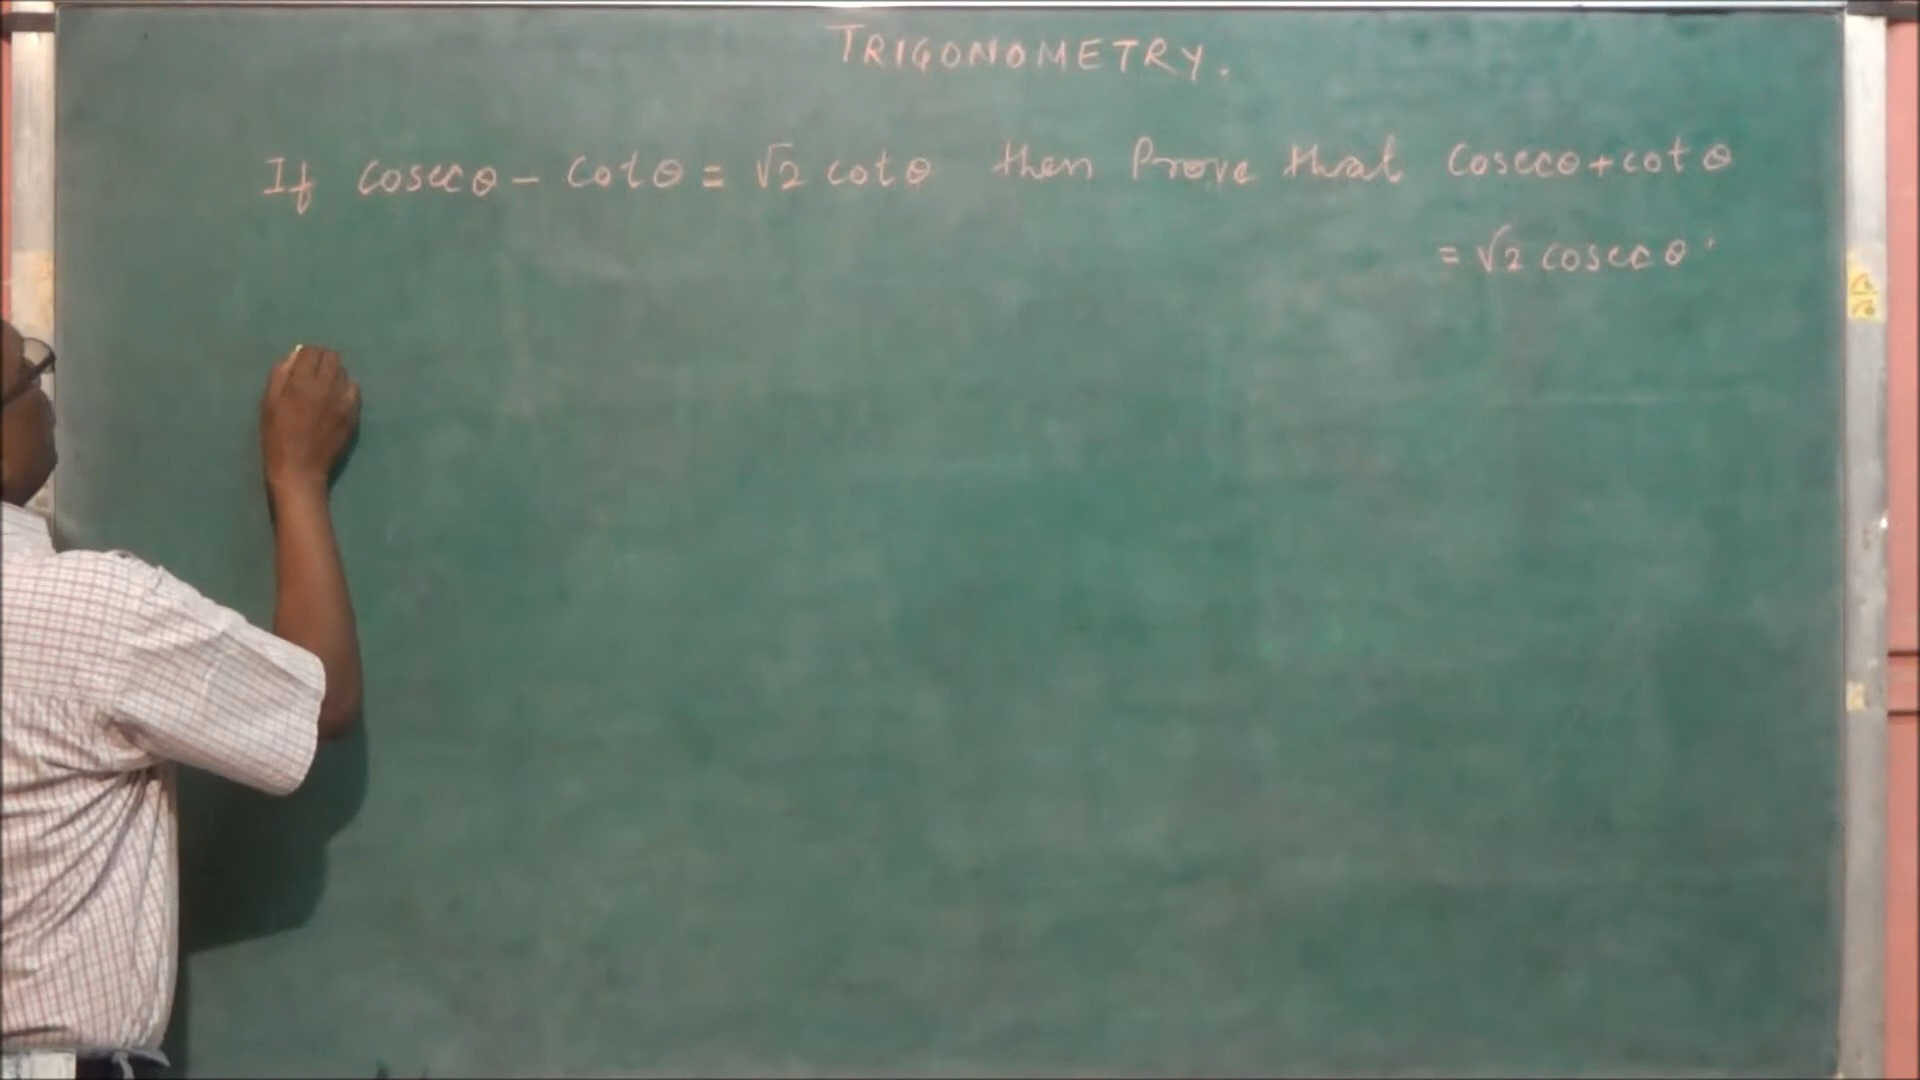 TRIGONOMETRY.
If cosecθ - cotθ = √2 cotθ then Prove that Cosecθ + cotθ
= √2 cosecθ.